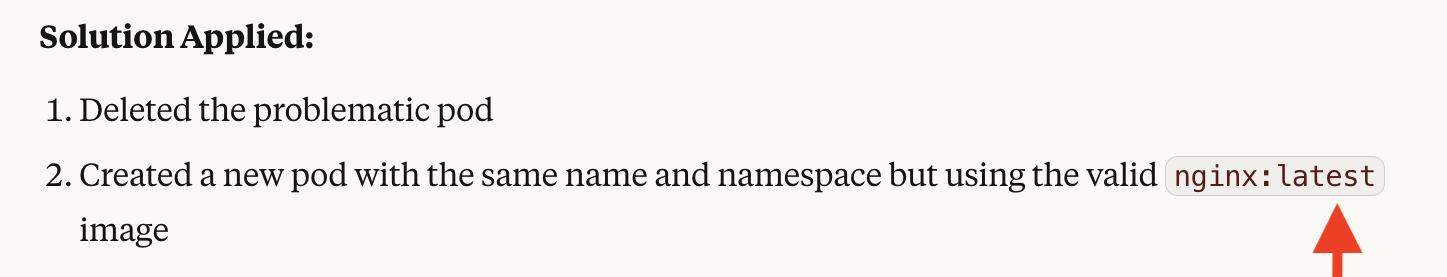 Solution Applied:
1. Deleted the problematic pod
2. Created a new pod with the same name and namespace but using the valid nginx:latest
image